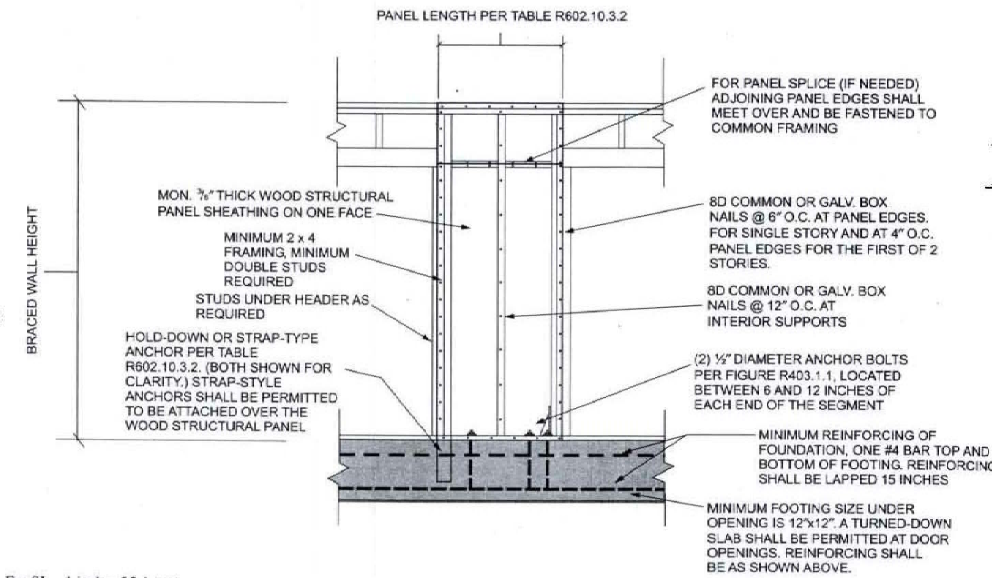 PANEL LENGTH PER TABLE R602.10.3.2
FOR PANEL SPLICE (IF NEEDED)
ADJOINING PANEL EDGES SHALL
MEET OVER AND BE FASTENED TO
COMMON FRAMING
MON. 3/8" THICK WOOD STRUCTURAL
PANEL SHEATHING ON ONE FACE
8D COMMON OR GALV. BOX
NAILS @ 6" O.C. AT PANEL EDGES.
FOR SINGLE STORY AND AT 4" O.C.
PANEL EDGES FOR THE FIRST OF 2
STORIES.
MINIMUM 2 x 4
FRAMING, MINIMUM
DOUBLE STUDS
REQUIRED
BRACED WALL HEIGHT
STUDS UNDER HEADER AS
REQUIRED
8D COMMON OR GALV. BOX
NAILS @ 12" O.C. AT
INTERIOR SUPPORTS
HOLD-DOWN OR STRAP-TYPE
ANCHOR PER TABLE
R602.10.3.2. (BOTH SHOWN FOR
CLARITY.) STRAP-STYLE
ANCHORS SHALL BE PERMITTED
TO BE ATTACHED OVER THE
WOOD STRUCTURAL PANEL
(2) ½" DIAMETER ANCHOR BOLTS
PER FIGURE R403.1.1, LOCATED
BETWEEN 6 AND 12 INCHES OF
EACH END OF THE SEGMENT
MINIMUM REINFORCING OF
FOUNDATION, ONE #4 BAR TOP AND
BOTTOM OF FOOTING. REINFORCING
SHALL BE LAPPED 15 INCHES
MINIMUM FOOTING SIZE UNDER
OPENING IS 12"x12". A TURNED-DOWN
SLAB SHALL BE PERMITTED AT DOOR
OPENINGS. REINFORCING SHALL
BE AS SHOWN ABOVE.